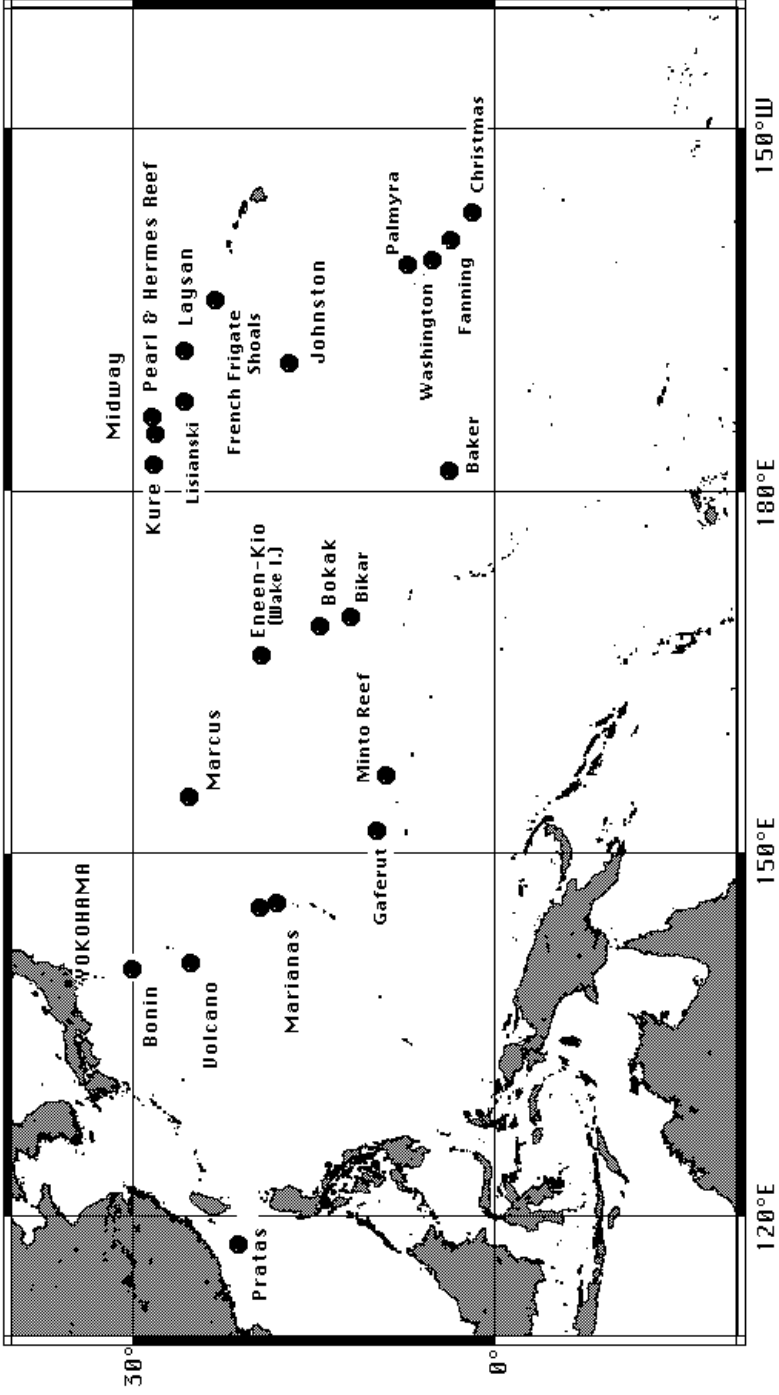 30°
0°
120°E
150°E
180°E
150°W
YOKOHAMA
Bonin
Volcano
Marianas
Pratas
Marcus
Gaferut
Minto Reef
Eneen-Kio
(Wake I.)
Bokak
Bikar
Midway
Kure
Pearl & Hermes Reef
Lisianski
Laysan
French Frigate
Shoals
Johnston
Palmyra
Washington
Fanning
Christmas
Baker